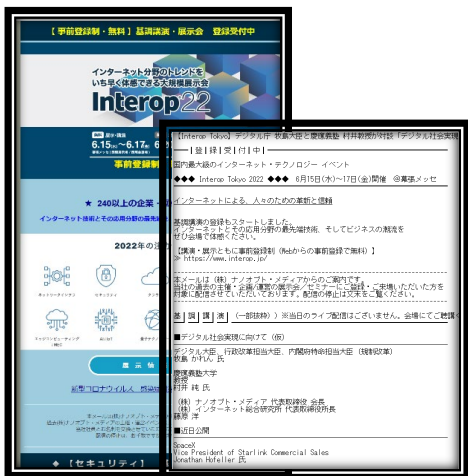 【事前登録制・無料】基調講演・展示会 登録受付中
インターネット分野のトレンドを
いち早く体感できる大規模展示会
Interop22
6.15 6.17
事前登録制
★ 240以上の企業
インターネット技術とその応用分野の最先端
2022年の注
セキュリティ
展 示 情
新型コロナウイルス 感染
◆ 【セキュリティ】
【Interop Tokyo】デジタル庁 牧島大臣と慶應義塾 村井教授が対談「デジタル社会実現
━┃登┃録┃受┃付┃中┃━━━━━━━━━━
国内最大級のインターネット・テクノロジー イベント
◆◆◆ Interop Tokyo 2022 ◆◆◆ 6月15日(水)~17日(金)開催 @幕張メッセ
インターネットによる、人々のための革新と信頼
基調講演の登録もスタートしました。
インターネットとその応用分野の最先端技術、そしてビジネスの潮流を
ぜひ会場で体感ください。
【講演・展示ともに事前登録制(Webからの事前登録で無料)】
≫ https://www.interop.jp/
本メールは(株)ナノオプト・メディアからのご案内です。
当社の過去の主催・企画/運営の展示会/セミナーにご登録・ご来場いただいた方を
対象に配信させていただいております。配信の停止は文末をご覧ください。
基┃調┃講┃演┃ (一部抜粋) ※当日のライブ配信はございません。会場にてご聴講く
■デジタル社会実現に向けて(仮)
デジタル大臣、行政改革担当大臣、内閣府特命担当大臣(規制改革)
牧島 かれん 氏
慶應義塾大学
教授
村井 純 氏
(株)ナノオプト・メディア 代表取締役 会長
(株)インターネット総合研究所 代表取締役所長
藤原 洋
■近日公開
SpaceX
Vice President of Starlink Commercial Sales
Jonathan Hofeller 氏